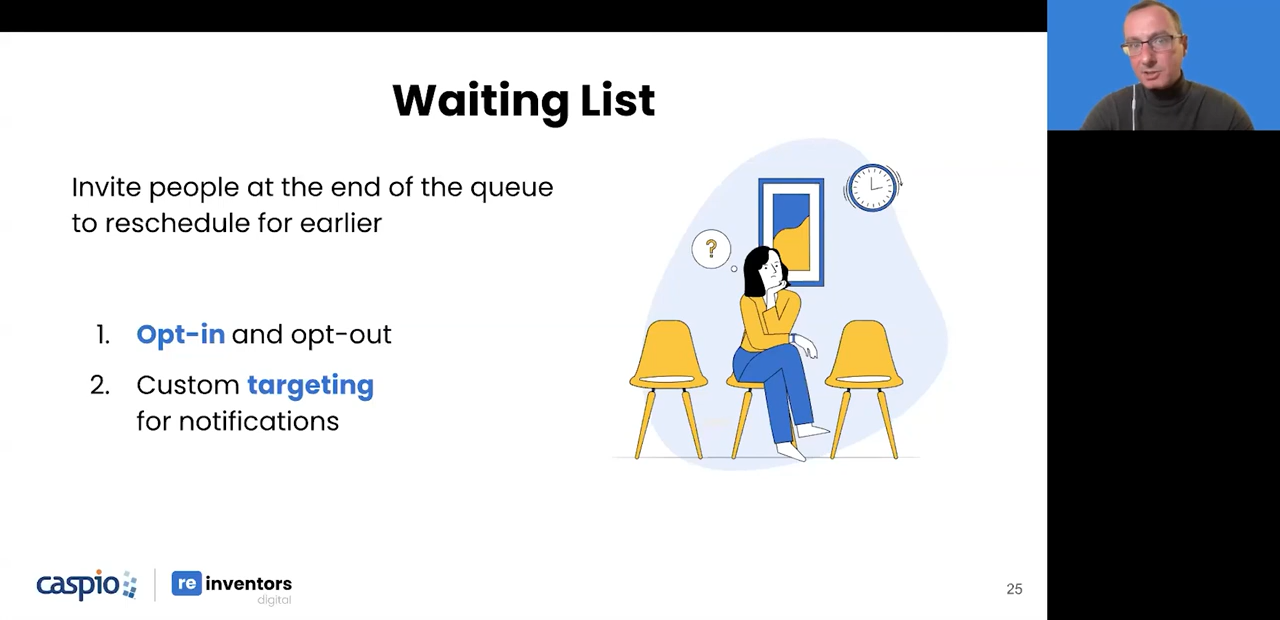 Waiting List
Invite people at the end of the queue
to reschedule for earlier
1. Opt-in and opt-out
2. Custom targeting
for notifications
?
caspio
re inventors
digital
25